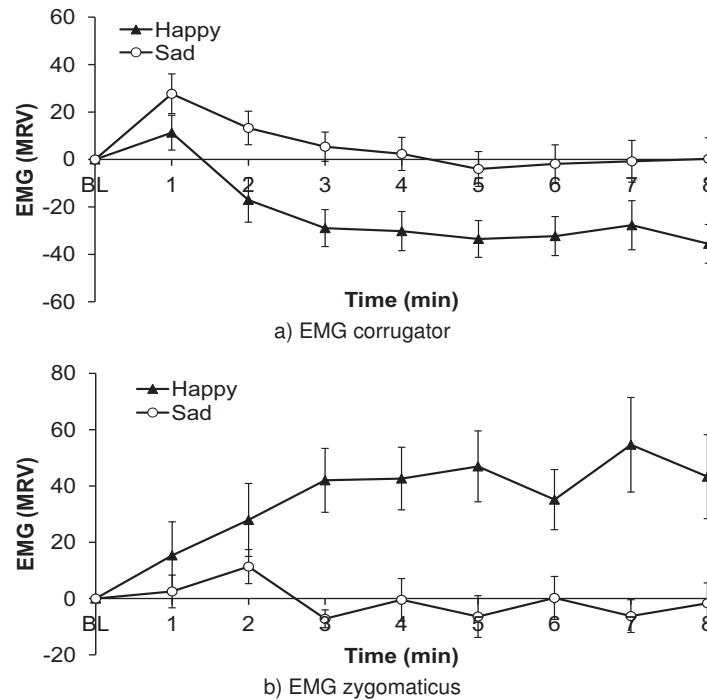 60
40
20
0
-20
-40
-60
EMG (MRV)
Happy
Sad
BL 1 2 3 4 5 6 7 8
Time (min)
a) EMG corrugator
80
60
40
20
0
-20
EMG (MRV)
Happy
Sad
BL 1 2 3 4 5 6 7 8
Time (min)
b) EMG zygomaticus